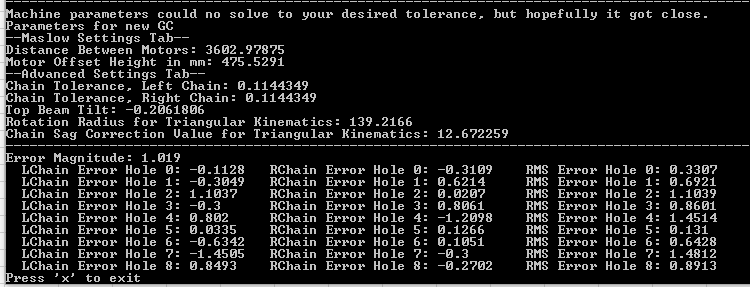 Machine parameters could no solve to your desired tolerance, but hopefully it got close.
Parameters for new GC
--Maslow Settings Tab--
Distance Between Motors: 3602.97875
Motor Offset Height in mm: 475.5291
--Advanced Settings Tab--
Chain Tolerance, Left Chain: 0.1144349
Chain Tolerance, Right Chain: 0.1144349
Top Beam Tilt: -0.2061806
Rotation Radius for Triangular Kinematics: 139.2166
Chain Sag Correction Value for Triangular Kinematics: 12.672259
Error Magnitude: 1.019
LChain Error Hole 0: -0.1128 RChain Error Hole 0: -0.3109 RMS Error Hole 0: 0.3307
LChain Error Hole 1: -0.3049 RChain Error Hole 1: 0.6214 RMS Error Hole 1: 0.6921
LChain Error Hole 2: 1.1037 RChain Error Hole 2: 0.0207 RMS Error Hole 2: 1.1039
LChain Error Hole 3: -0.3 RChain Error Hole 3: 0.8061 RMS Error Hole 3: 0.8601
LChain Error Hole 4: 0.802 RChain Error Hole 4: -1.2098 RMS Error Hole 4: 1.4514
LChain Error Hole 5: 0.0335 RChain Error Hole 5: 0.1266 RMS Error Hole 5: 0.131
LChain Error Hole 6: -0.6342 RChain Error Hole 6: 0.1051 RMS Error Hole 6: 0.6428
LChain Error Hole 7: -1.4505 RChain Error Hole 7: -0.3 RMS Error Hole 7: 1.4812
LChain Error Hole 8: 0.8493 RChain Error Hole 8: -0.2702 RMS Error Hole 8: 0.8913
Press 'x' to exit